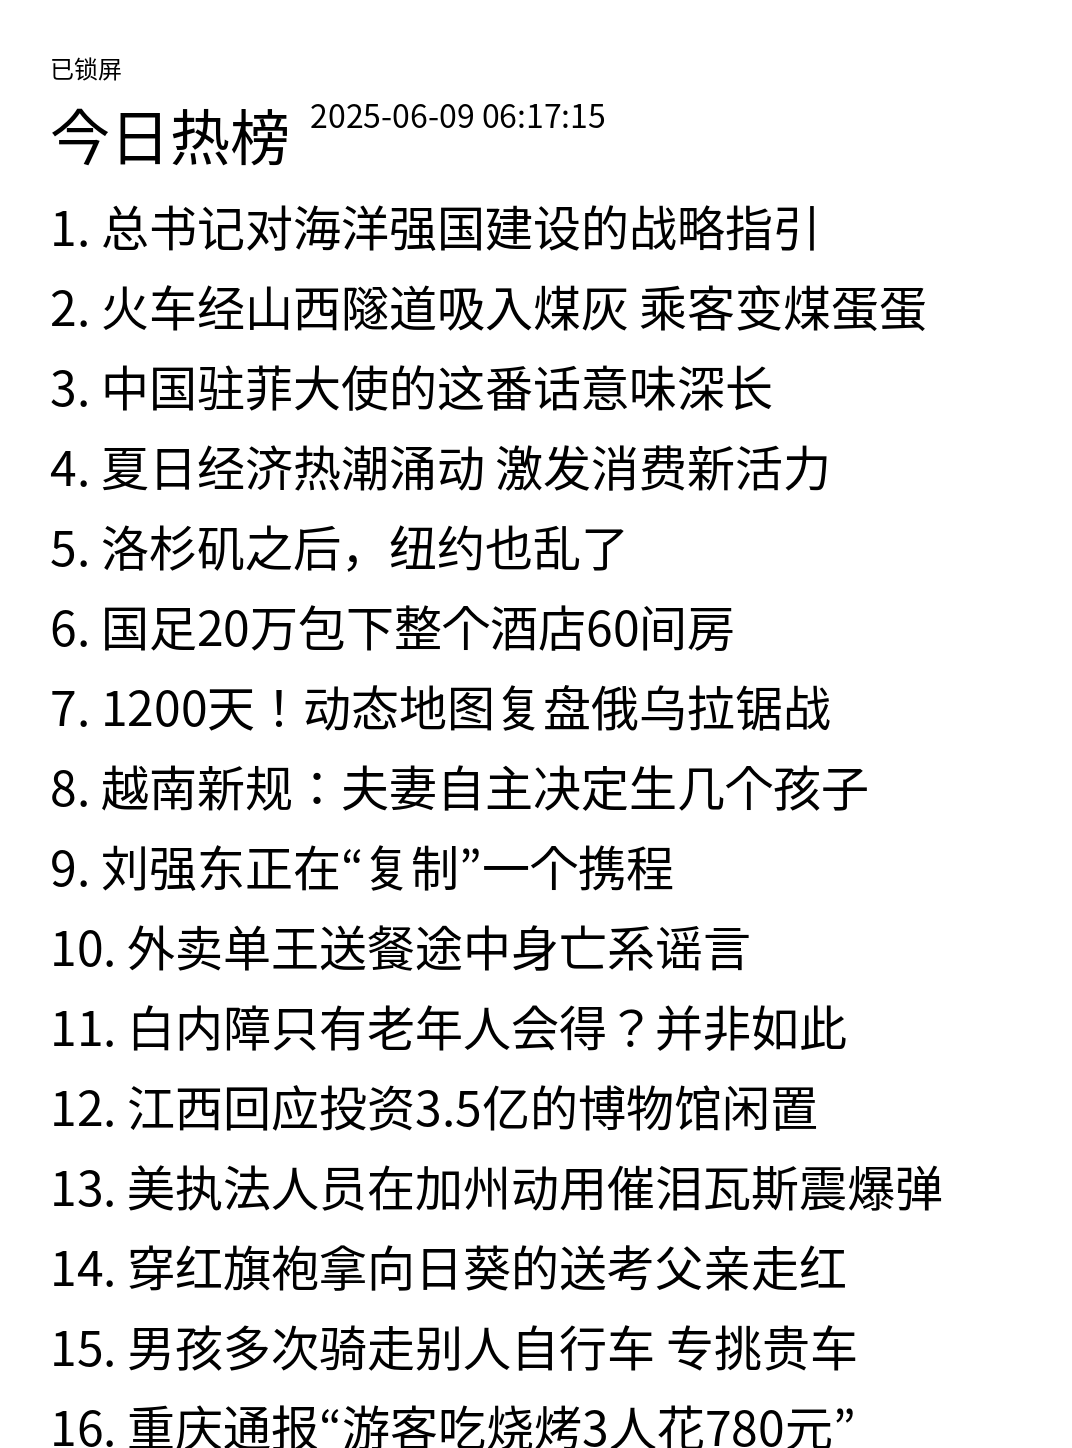 已锁屏
今日热榜 2025-06-09 06:17:15
1. 总书记对海洋强国建设的战略指引
2. 火车经山西隧道吸入煤灰 乘客变煤蛋蛋
3. 中国驻菲大使的这番话意味深长
4. 夏日经济热潮涌动 激发消费新活力
5. 洛杉矶之后，纽约也乱了
6. 国足20万包下整个酒店60间房
7. 1200天！动态地图复盘俄乌拉锯战
8. 越南新规：夫妻自主决定生几个孩子
9. 刘强东正在“复制”一个携程
10. 外卖单王送餐途中身亡系谣言
11. 白内障只有老年人会得？并非如此
12. 江西回应投资3.5亿的博物馆闲置
13. 美执法人员在加州动用催泪瓦斯震爆弹
14. 穿红旗袍拿向日葵的送考父亲走红
15. 男孩多次骑走别人自行车 专挑贵车
16. 重庆通报“游客吃烧烤3人花780元”